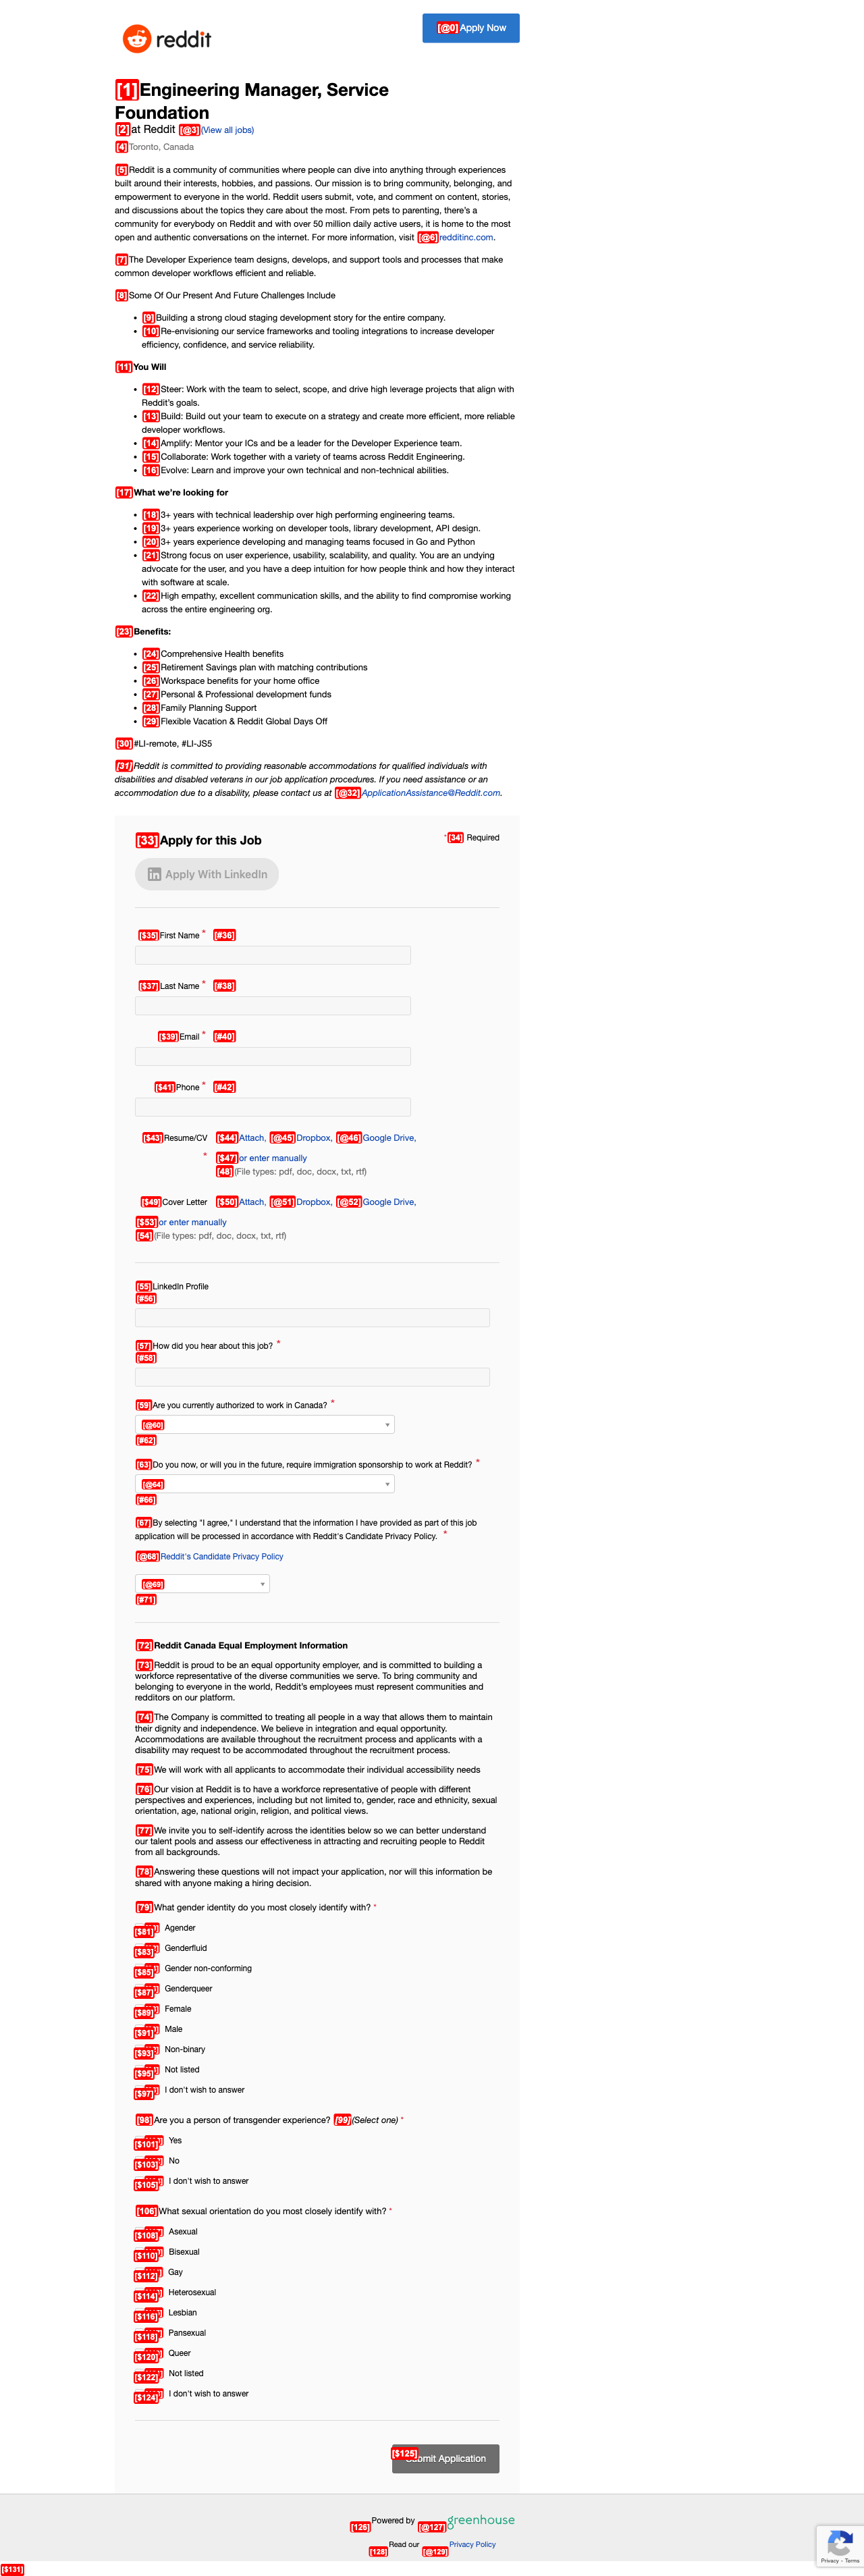 reddit
[@0]Apply Now
[1]Engineering Manager, Service
Foundation
[2]at Reddit [@3](View all jobs)
[4]Toronto, Canada
[5]Reddit is a community of communities where people can dive into anything through experiences
built around their interests, hobbies, and passions. Our mission is to bring community, belonging, and
empowerment to everyone in the world. Reddit users submit, vote, and comment on content, stories,
and discussions about the topics they care about the most. From pets to parenting, there's a
community for everybody on Reddit and with over 50 million daily active users, it is home to the most
open and authentic conversations on the internet. For more information, visit [@6]redditinc.com.
[7]The Developer Experience team designs, develops, and support tools and processes that make
common developer workflows efficient and reliable.
[8]Some Of Our Present And Future Challenges Include
• [9]Building a strong cloud staging development story for the entire company.
• [10]Re-envisioning our service frameworks and tooling integrations to increase developer
efficiency, confidence, and service reliability.
[11]You Will
• [12]Steer: Work with the team to select, scope, and drive high leverage projects that align with
Reddit's goals.
• [13]Build: Build out your team to execute on a strategy and create more efficient, more reliable
developer workflows.
• [14]Amplify: Mentor your ICs and be a leader for the Developer Experience team.
• [15]Collaborate: Work together with a variety of teams across Reddit Engineering.
• [16]Evolve: Learn and improve your own technical and non-technical abilities.
[17]What we're looking for
• [18]3+ years with technical leadership over high performing engineering teams.
• [19]3+ years experience working on developer tools, library development, API design.
• [20]3+ years experience developing and managing teams focused in Go and Python
• [21]Strong focus on user experience, usability, scalability, and quality. You are an undying
advocate for the user, and you have a deep intuition for how people think and how they interact
with software at scale.
• [22]High empathy, excellent communication skills, and the ability to find compromise working
across the entire engineering org.
[23]Benefits:
• [24]Comprehensive Health benefits
• [25]Retirement Savings plan with matching contributions
• [26]Workspace benefits for your home office
• [27]Personal & Professional development funds
• [28]Family Planning Support
• [29]Flexible Vacation & Reddit Global Days Off
[30]#LI-remote, #LI-JS5
[31]Reddit is committed to providing reasonable accommodations for qualified individuals with
disabilities and disabled veterans in our job application procedures. If you need assistance or an
accommodation due to a disability, please contact us at [@32]ApplicationAssistance@Reddit.com.
[33]Apply for this Job
*[34] Required
in Apply With LinkedIn
[$35]First Name * [#36]
[$37]Last Name * [#38]
[$39]Email * [#40]
[$41]Phone * [#42]
[$43]Resume/CV [$44]Attach, [@45]Dropbox, [@46]Google Drive,
* [$47]or enter manually
[48](File types: pdf, doc, docx, txt, rtf)
[$49]Cover Letter [$50]Attach, [@51]Dropbox, [@52]Google Drive,
[$53]or enter manually
[54](File types: pdf, doc, docx, txt, rtf)
[55]LinkedIn Profile
[#56]
[57]How did you hear about this job? *
[#58]
[59]Are you currently authorized to work in Canada? *
[@60]
[#62]
[63]Do you now, or will you in the future, require immigration sponsorship to work at Reddit? *
[@64]
[#66]
[67]By selecting "I agree," I understand that the information I have provided as part of this job
application will be processed in accordance with Reddit's Candidate Privacy Policy. *
[@68]Reddit's Candidate Privacy Policy
[@69]
[#71]
[72]Reddit Canada Equal Employment Information
[73]Reddit is proud to be an equal opportunity employer, and is committed to building a
workforce representative of the diverse communities we serve. To bring community and
belonging to everyone in the world, Reddit's employees must represent communities and
redditors on our platform.
[74]The Company is committed to treating all people in a way that allows them to maintain
their dignity and independence. We believe in integration and equal opportunity.
Accommodations are available throughout the recruitment process and applicants with a
disability may request to be accommodated throughout the recruitment process.
[75]We will work with all applicants to accommodate their individual accessibility needs
[76]Our vision at Reddit is to have a workforce representative of people with different
perspectives and experiences, including but not limited to, gender, race and ethnicity, sexual
orientation, age, national origin, religion, and political views.
[77]We invite you to self-identify across the identities below so we can better understand
our talent pools and assess our effectiveness in attracting and recruiting people to Reddit
from all backgrounds.
[78]Answering these questions will not impact your application, nor will this information be
shared with anyone making a hiring decision.
[79]What gender identity do you most closely identify with? *
[$81] Agender
[$83] Genderfluid
[$85] Gender non-conforming
[$87] Genderqueer
[$89] Female
[$91] Male
[$93] Non-binary
[$95] Not listed
[$97] I don't wish to answer
[98]Are you a person of transgender experience? [99](Select one) *
[$101] Yes
[$103] No
[$105] I don't wish to answer
[106]What sexual orientation do you most closely identify with? *
[$108] Asexual
[$110] Bisexual
[$112] Gay
[$114] Heterosexual
[$116] Lesbian
[$118] Pansexual
[$120] Queer
[$122] Not listed
[$124] I don't wish to answer
[$125] Submit Application
[126] Powered by [@127] greenhouse
[128] Read our [@129] Privacy Policy
Privacy - Terms
[$131]